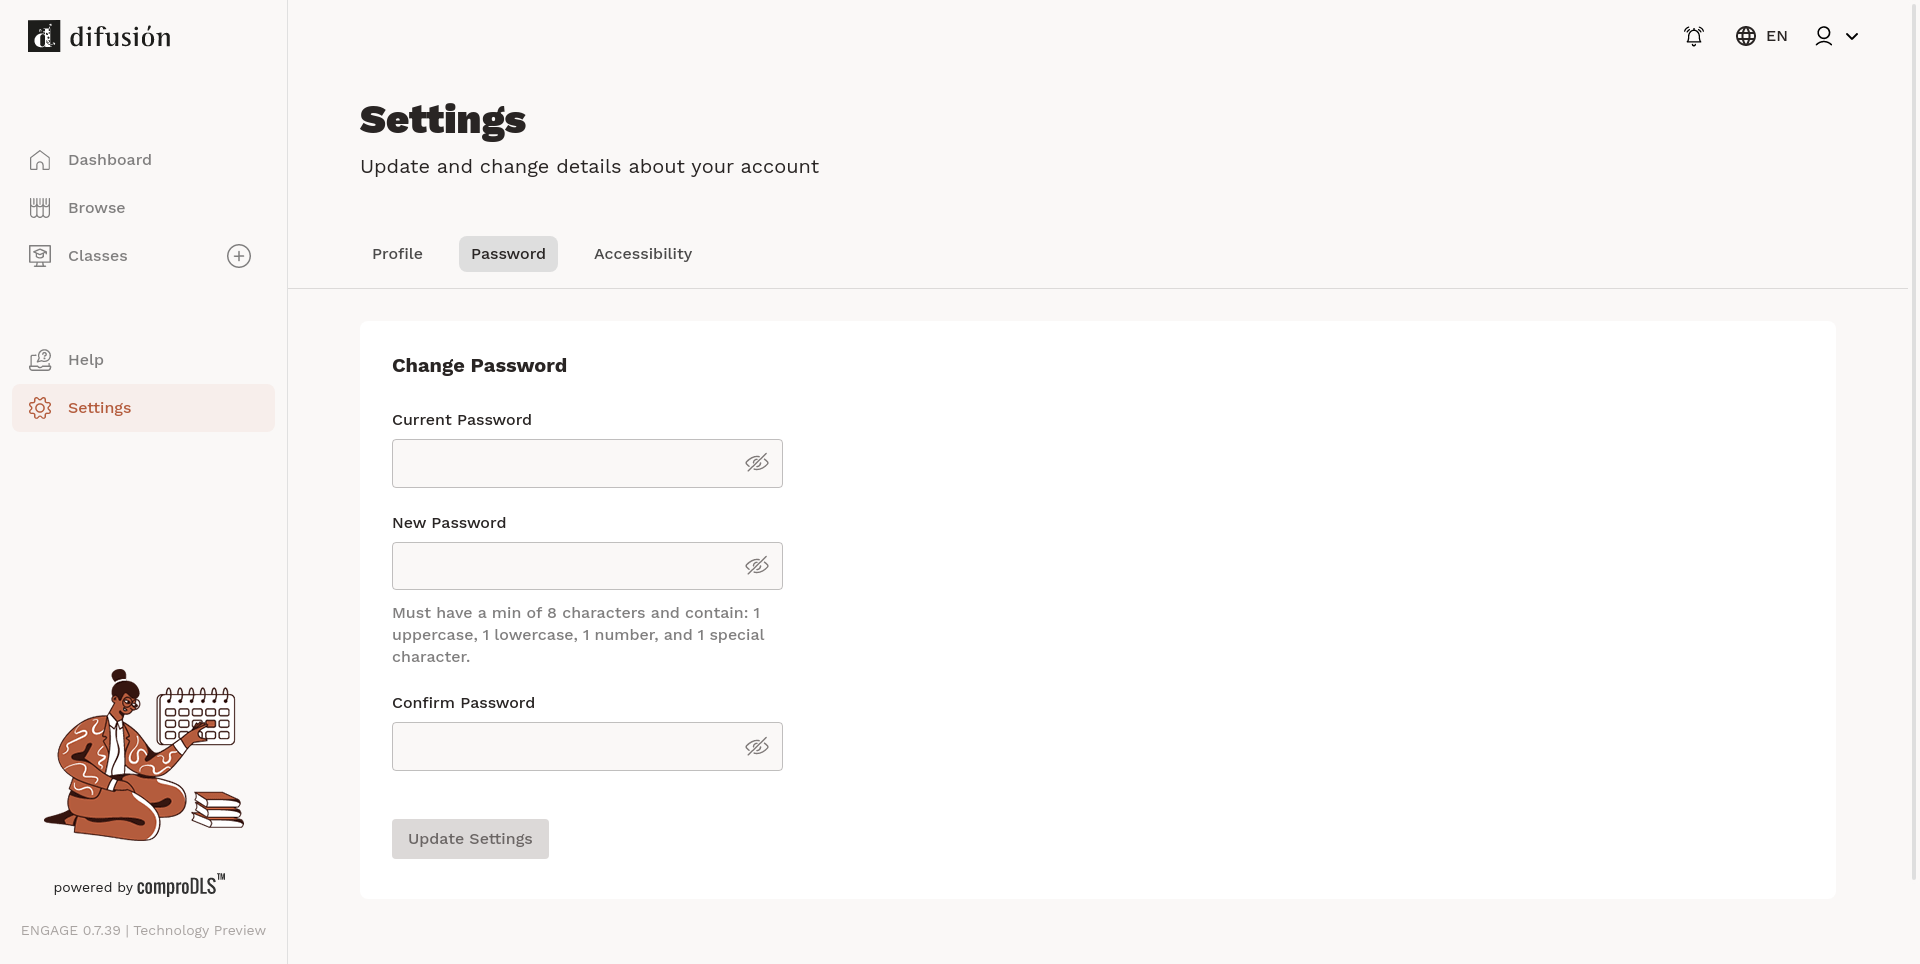 difusión
EN
Dashboard
Browse
Classes
Help
Settings
powered by comproDLS™
ENGAGE 0.7.39 | Technology Preview
Settings
Update and change details about your account
Profile
Password
Accessibility
Change Password
Current Password
New Password
Must have a min of 8 characters and contain: 1
uppercase, 1 lowercase, 1 number, and 1 special
character.
Confirm Password
Update Settings